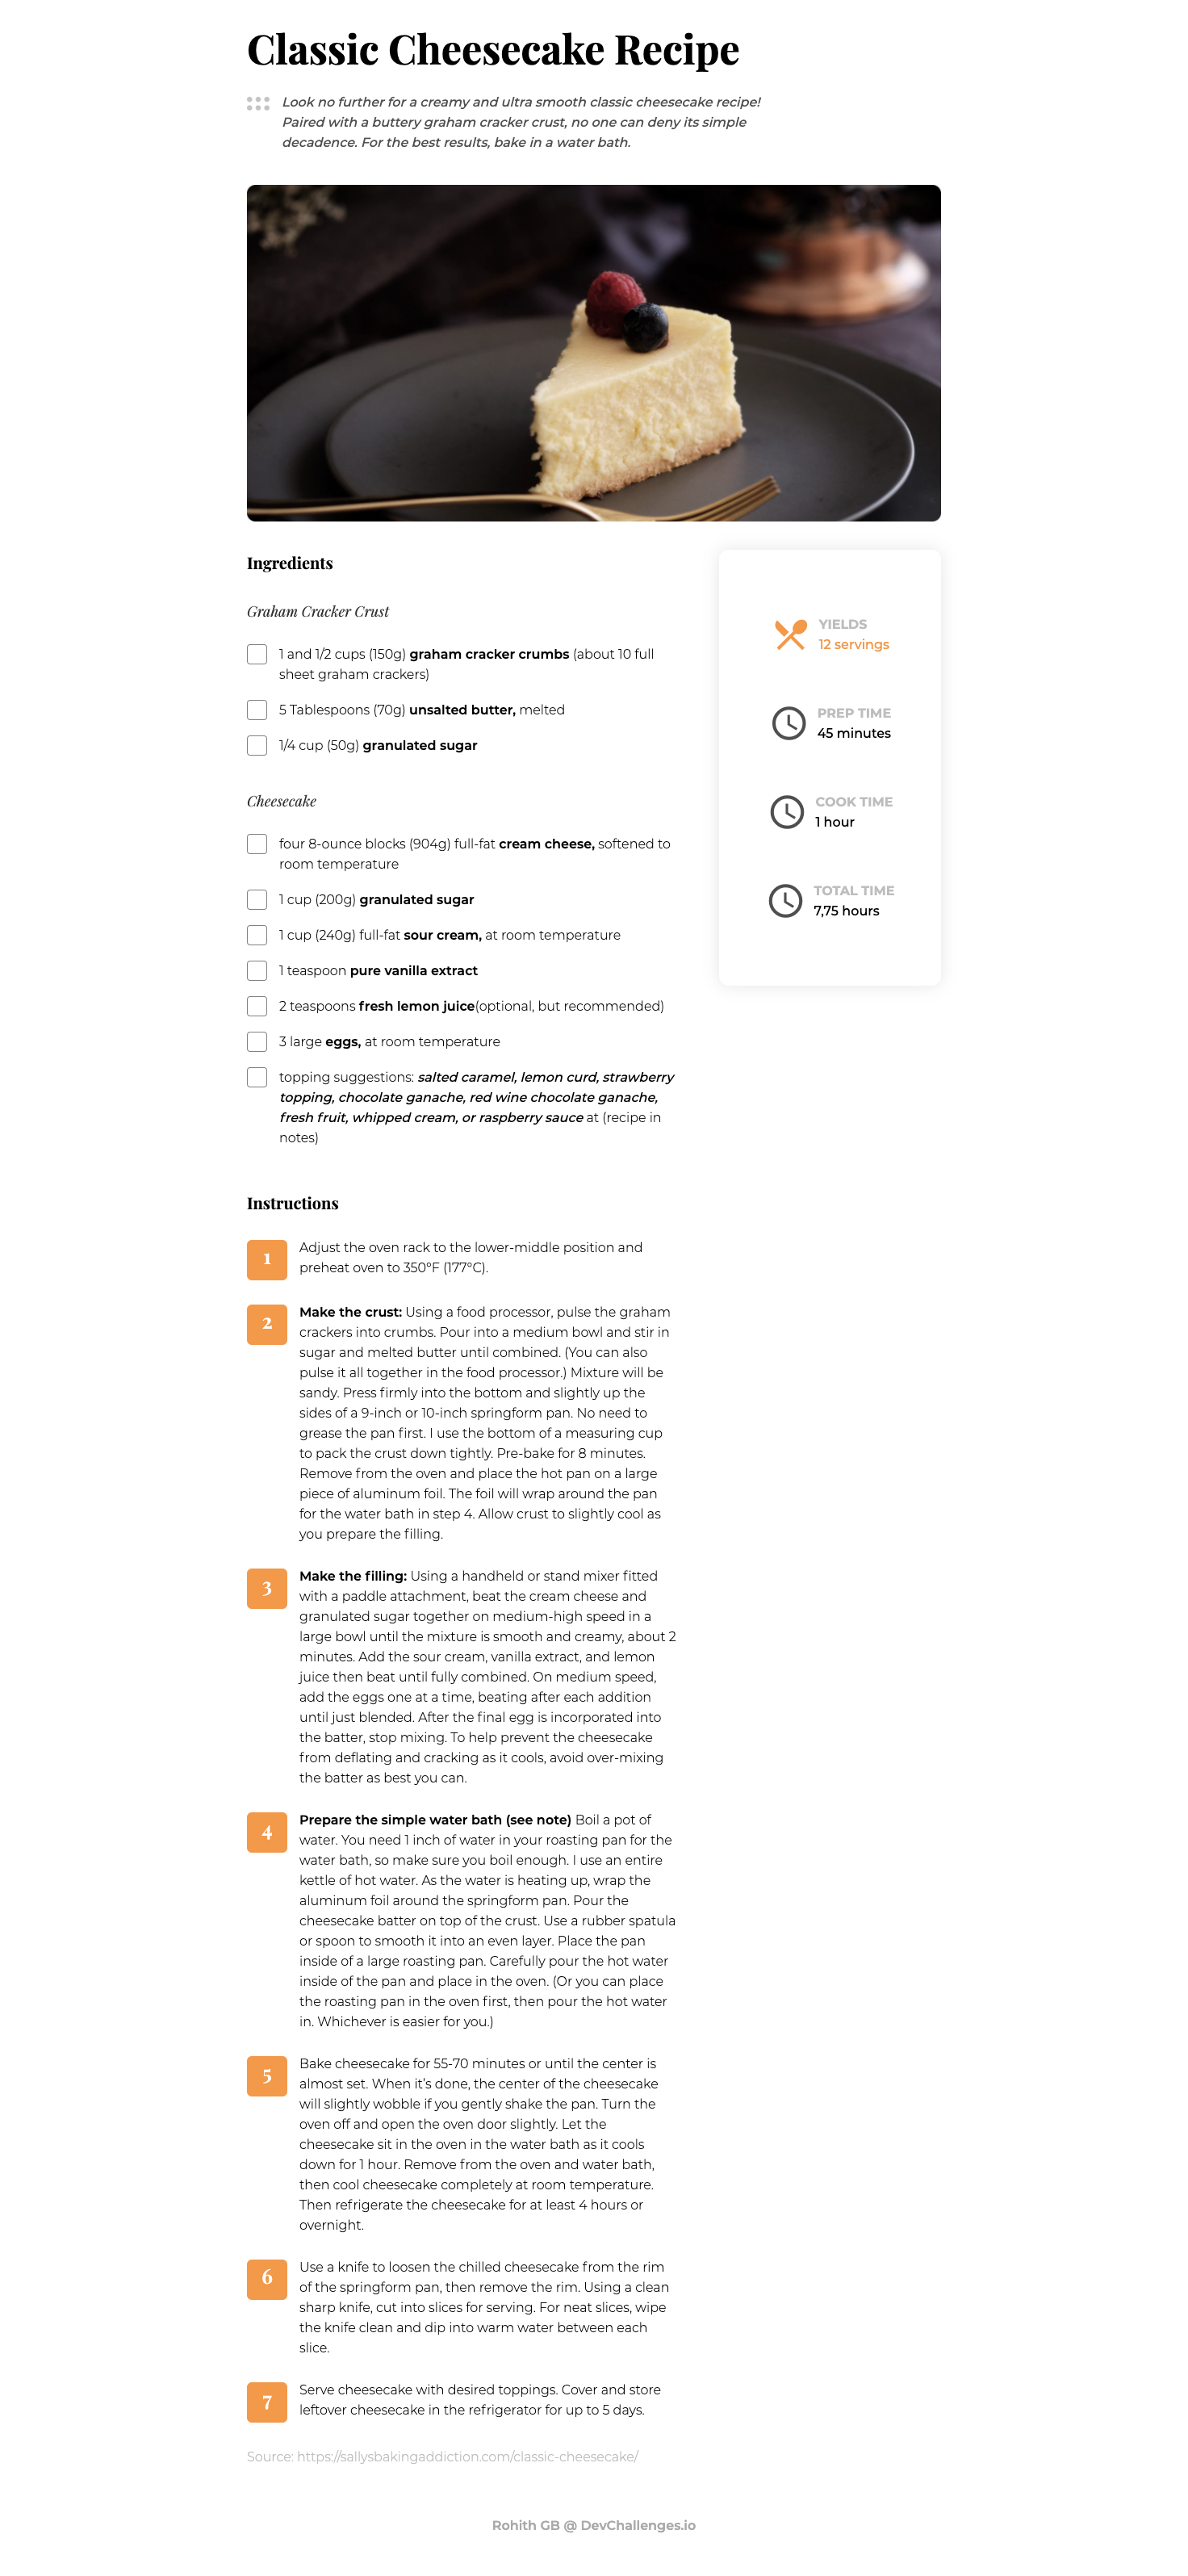 Classic Cheesecake Recipe
Look no further for a creamy and ultra smooth classic cheesecake recipe!
Paired with a buttery graham cracker crust, no one can deny its simple
decadence. For the best results, bake in a water bath.
Ingredients
Graham Cracker Crust
1 and 1/2 cups (150g) graham cracker crumbs (about 10 full
sheet graham crackers)
5 Tablespoons (70g) unsalted butter, melted
1/4 cup (50g) granulated sugar
Cheesecake
four 8-ounce blocks (904g) full-fat cream cheese, softened to
room temperature
1 cup (200g) granulated sugar
1 cup (240g) full-fat sour cream, at room temperature
1 teaspoon pure vanilla extract
2 teaspoons fresh lemon juice(optional, but recommended)
3 large eggs, at room temperature
topping suggestions: salted caramel, lemon curd, strawberry
topping, chocolate ganache, red wine chocolate ganache,
fresh fruit, whipped cream, or raspberry sauce at (recipe in
notes)
YIELDS
12 servings
PREP TIME
45 minutes
COOK TIME
1 hour
TOTAL TIME
7,75 hours
Instructions
1
Adjust the oven rack to the lower-middle position and
preheat oven to 350°F (177°C).
2
Make the crust: Using a food processor, pulse the graham
crackers into crumbs. Pour into a medium bowl and stir in
sugar and melted butter until combined. (You can also
pulse it all together in the food processor.) Mixture will be
sandy. Press firmly into the bottom and slightly up the
sides of a 9-inch or 10-inch springform pan. No need to
grease the pan first. I use the bottom of a measuring cup
to pack the crust down tightly. Pre-bake for 8 minutes.
Remove from the oven and place the hot pan on a large
piece of aluminum foil. The foil will wrap around the pan
for the water bath in step 4. Allow crust to slightly cool as
you prepare the filling.
3
Make the filling: Using a handheld or stand mixer fitted
with a paddle attachment, beat the cream cheese and
granulated sugar together on medium-high speed in a
large bowl until the mixture is smooth and creamy, about 2
minutes. Add the sour cream, vanilla extract, and lemon
juice then beat until fully combined. On medium speed,
add the eggs one at a time, beating after each addition
until just blended. After the final egg is incorporated into
the batter, stop mixing. To help prevent the cheesecake
from deflating and cracking as it cools, avoid over-mixing
the batter as best you can.
4
Prepare the simple water bath (see note) Boil a pot of
water. You need 1 inch of water in your roasting pan for the
water bath, so make sure you boil enough. I use an entire
kettle of hot water. As the water is heating up, wrap the
aluminum foil around the springform pan. Pour the
cheesecake batter on top of the crust. Use a rubber spatula
or spoon to smooth it into an even layer. Place the pan
inside of a large roasting pan. Carefully pour the hot water
inside of the pan and place in the oven. (Or you can place
the roasting pan in the oven first, then pour the hot water
in. Whichever is easier for you.)
5
Bake cheesecake for 55-70 minutes or until the center is
almost set. When it's done, the center of the cheesecake
will slightly wobble if you gently shake the pan. Turn the
oven off and open the oven door slightly. Let the
cheesecake sit in the oven in the water bath as it cools
down for 1 hour. Remove from the oven and water bath,
then cool cheesecake completely at room temperature.
Then refrigerate the cheesecake for at least 4 hours or
overnight.
6
Use a knife to loosen the chilled cheesecake from the rim
of the springform pan, then remove the rim. Using a clean
sharp knife, cut into slices for serving. For neat slices, wipe
the knife clean and dip into warm water between each
slice.
7
Serve cheesecake with desired toppings. Cover and store
leftover cheesecake in the refrigerator for up to 5 days.
Source: https://sallysbakingaddiction.com/classic-cheesecake/
Rohith GB @ DevChallenges.io